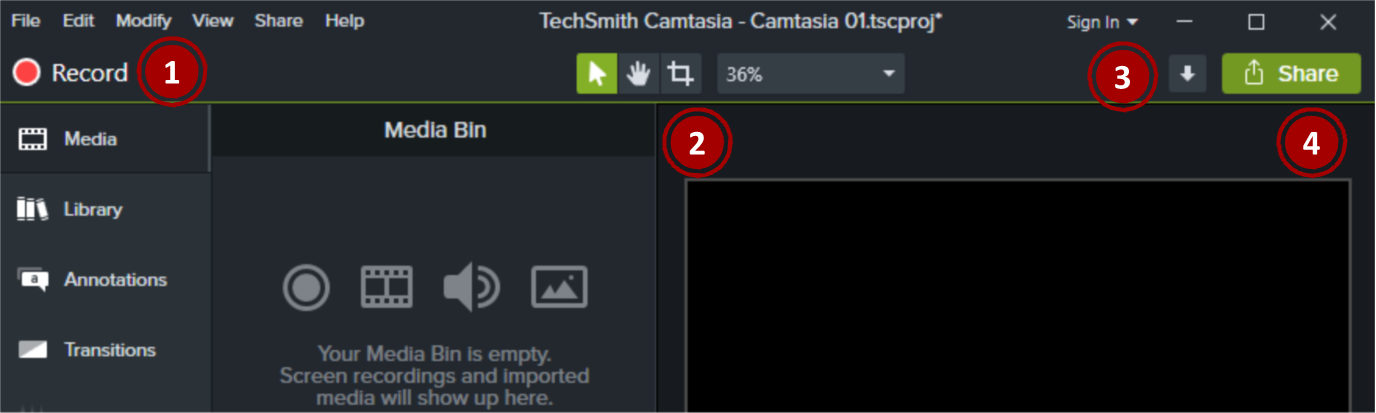 File Edit Modify View Share Help TechSmith Camtasia - Camtasia 01.tscproj* Sign In
Record 1 36% 3 Share
Media Media Bin 2 4
Library
a
Annotations
Transitions
Your Media Bin is empty.
Screen recordings and imported
media will show up here.